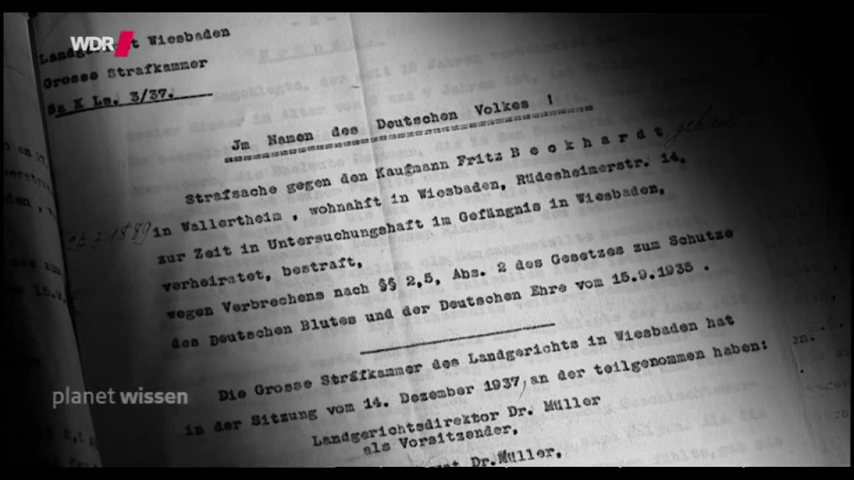 WDR
Landgericht Wiesbaden
Grosse Strafkammer
Sa K Ls. 3/37.
Jm Namen des Deutschen Volkes !
Strafsache gegen den Kaufmann Fritz B e c k h a r d t
in Wallertheim , wohnhaft in Wiesbaden, Rüdesheimerstr. 14,
zur Zeit in Untersuchungshaft im Gefängnis in Wiesbaden,
verheiratet, bestraft,
wegen Verbrechens nach §§ 2,5, Abs. 2 des Gesetzes zum Schutze
des Deutschen Blutes und der Deutschen Ehre vom 15.9.1935 .
Die Grosse Strafkammer des Landgerichts in Wiesbaden hat
in der Sitzung vom 14. Dezember 1937, an der teilgenommen haben:
Landgerichtsdirektor Dr. Müller
als Vorsitzender,
Dr. Müller,
planet wissen